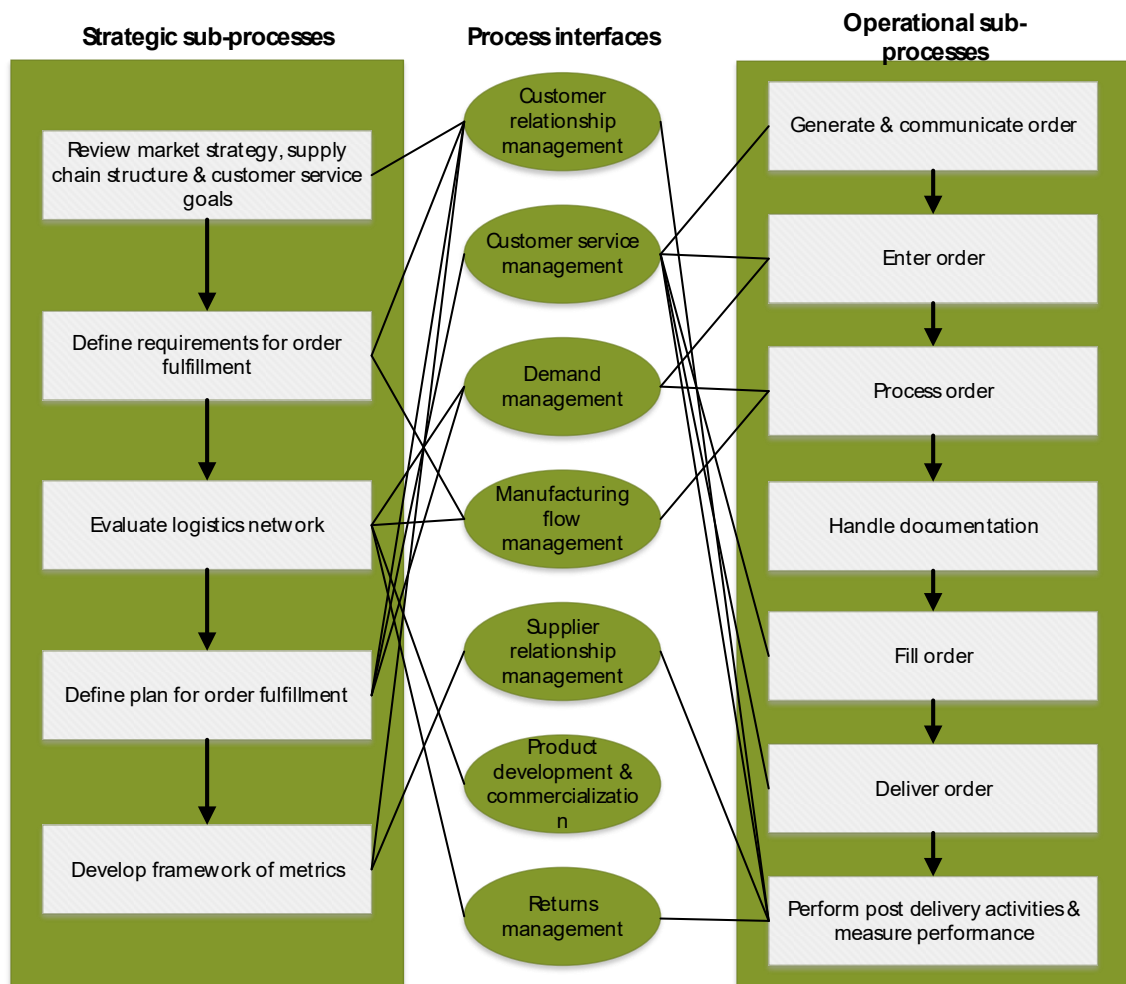 Strategic sub-processes
Review market strategy, supply
chain structure & customer service
goals
Define requirements for order
fulfillment
Evaluate logistics network
Define plan for order fulfillment
Develop framework of metrics
Process interfaces
Customer
relationship
management
Customer service
management
Demand
management
Manufacturing
flow
management
Supplier
relationship
management
Product
development &
commercializatio
n
Returns
management
Operational sub-
processes
Generate & communicate order
Enter order
Process order
Handle documentation
Fill order
Deliver order
Perform post delivery activities &
measure performance